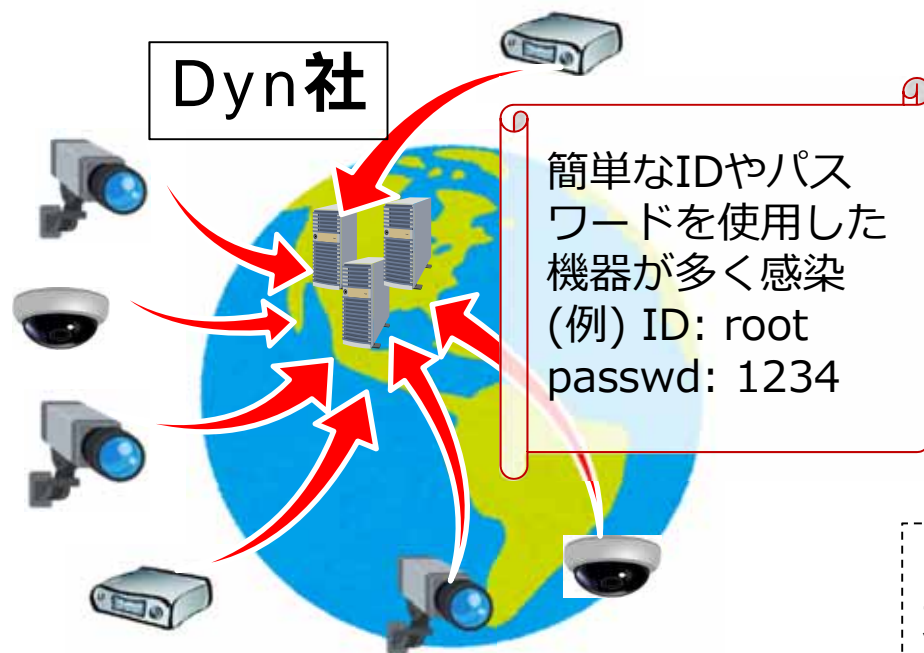 Dyn社
簡単なIDやパス
ワードを使用した
機器が多く感染
(例) ID: root
passwd: 1234